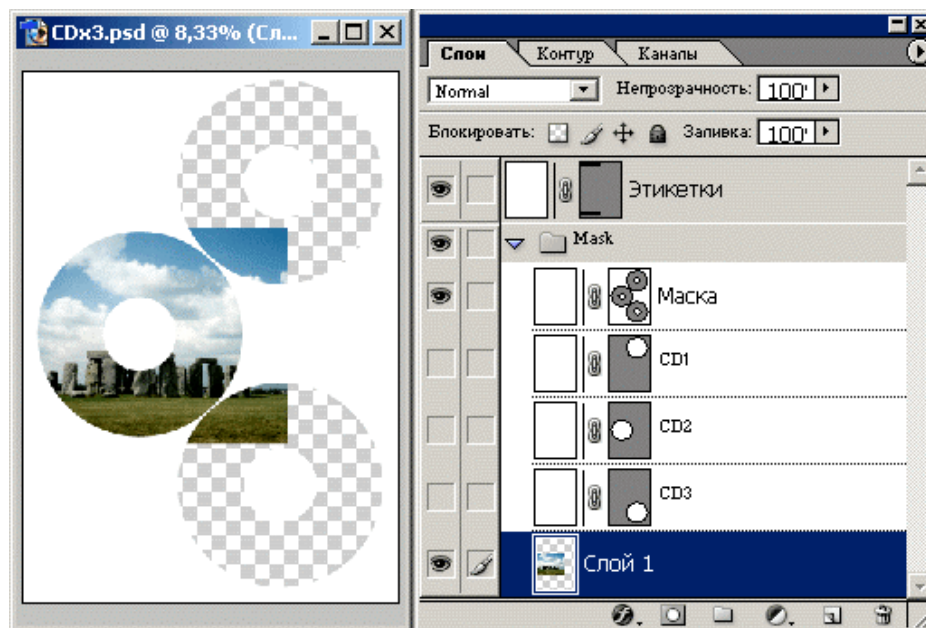 CDx3.psd @ 8,33% (Сл...
Слои Контур Каналы
Normal Непрозрачность: 100'
Блокировать: Заливка: 100'
Этикетки
Mask
Маска
CD1
CD2
CD3
Слой 1